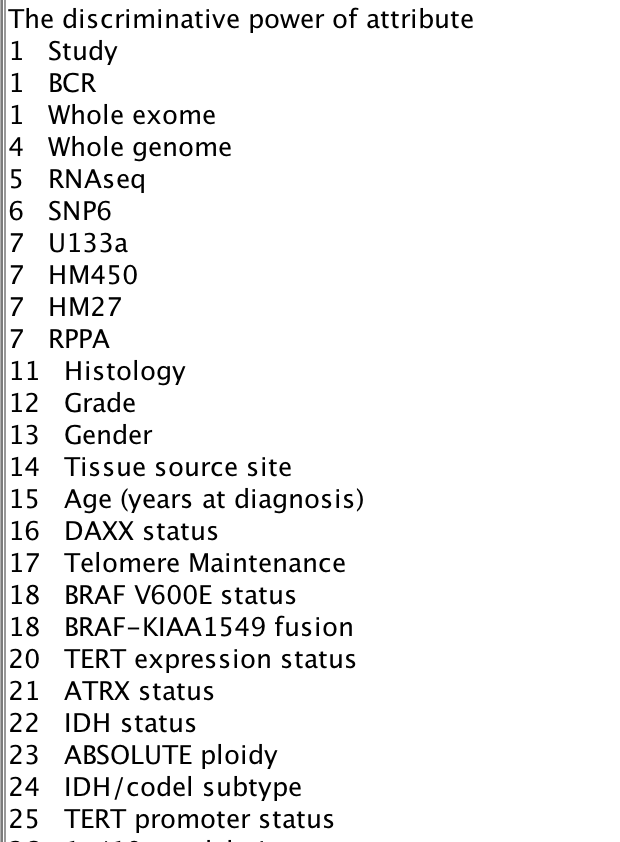 The discriminative power of attribute
1 Study
1 BCR
1 Whole exome
4 Whole genome
5 RNAseq
6 SNP6
7 U133a
7 HM450
7 HM27
7 RPPA
11 Histology
12 Grade
13 Gender
14 Tissue source site
15 Age (years at diagnosis)
16 DAXX status
17 Telomere Maintenance
18 BRAF V600E status
18 BRAF-KIAA1549 fusion
20 TERT expression status
21 ATRX status
22 IDH status
23 ABSOLUTE ploidy
24 IDH/codel subtype
25 TERT promoter status